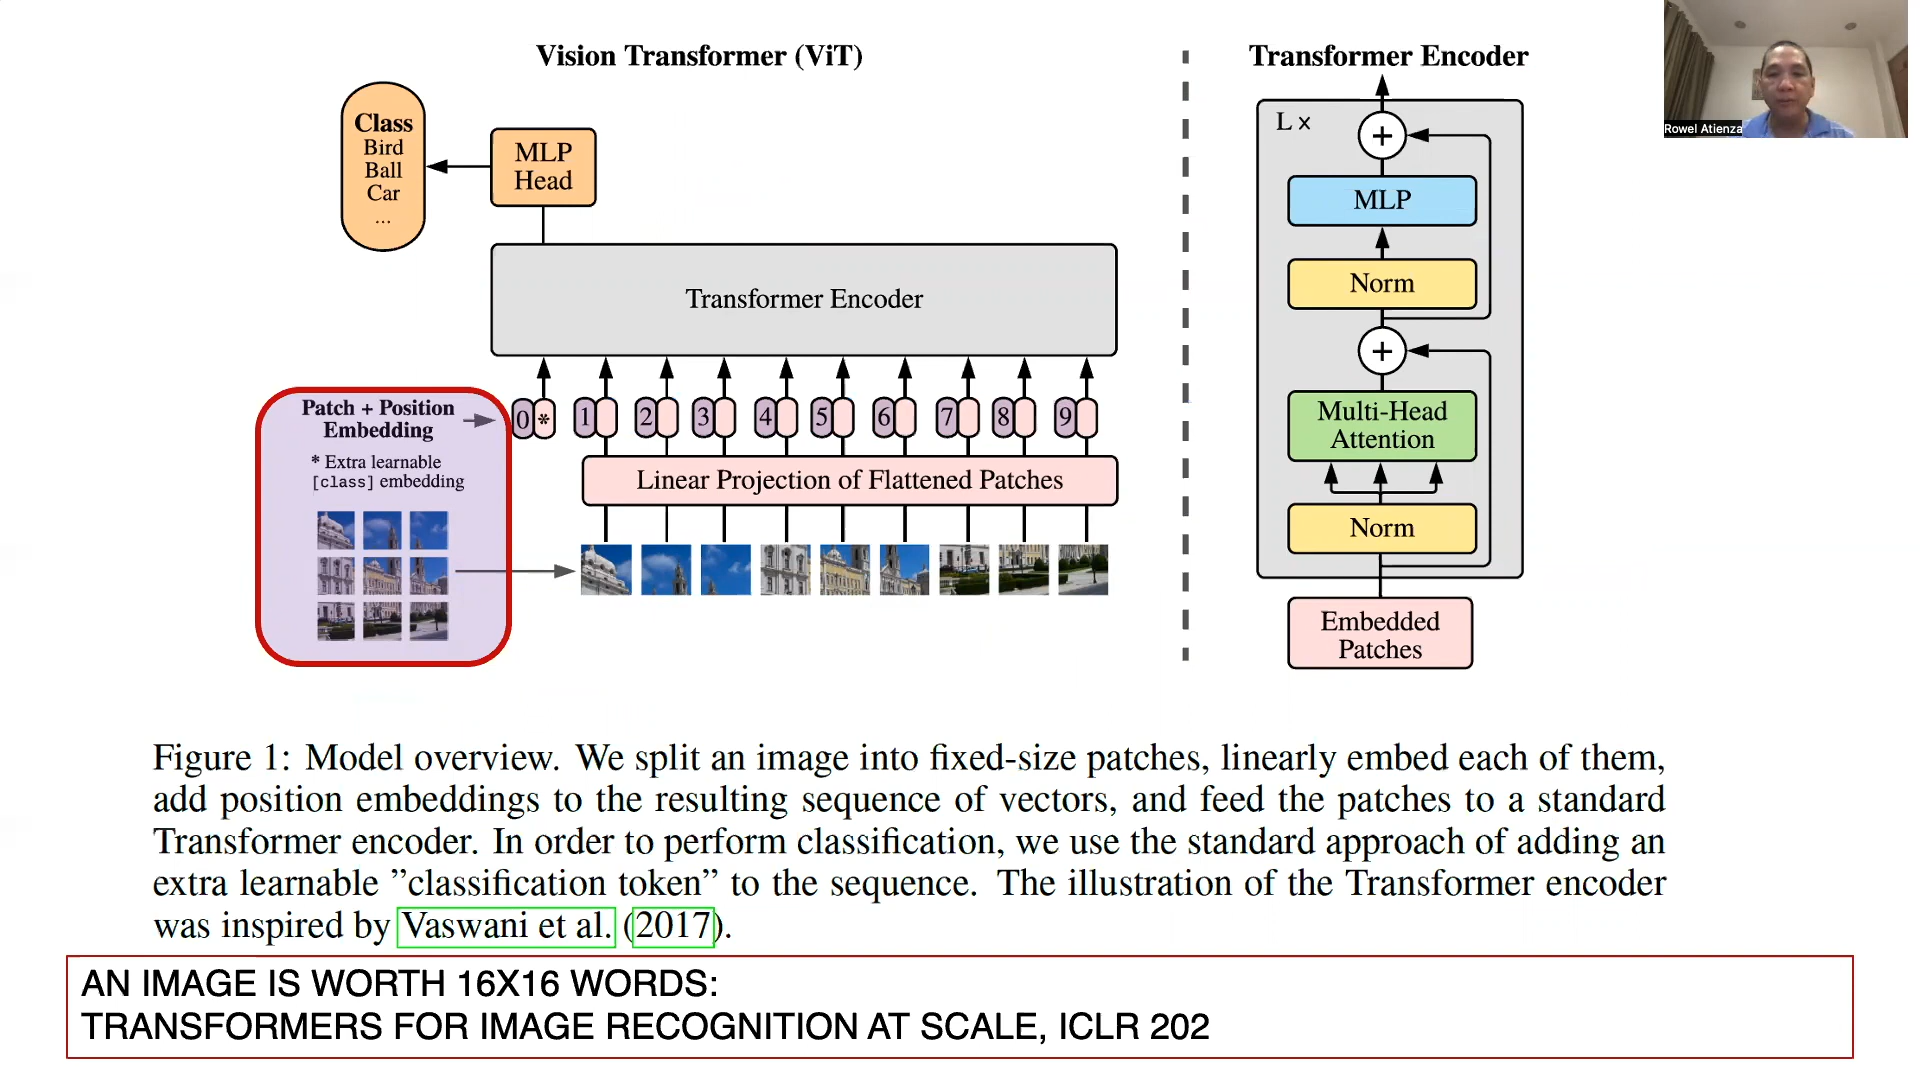 Vision Transformer (ViT)
Class
Bird
Ball
Car
...
MLP
Head
Transformer Encoder
Patch + Position
Embedding
* Extra learnable
[class] embedding
0 *
1
2
3
4
5
6
7
8
9
Linear Projection of Flattened Patches
Transformer Encoder
L ×
+
MLP
Norm
+
Multi-Head
Attention
Norm
Embedded
Patches
Rowel Atienza
Figure 1: Model overview. We split an image into fixed-size patches, linearly embed each of them,
add position embeddings to the resulting sequence of vectors, and feed the patches to a standard
Transformer encoder. In order to perform classification, we use the standard approach of adding an
extra learnable ”classification token” to the sequence. The illustration of the Transformer encoder
was inspired by Vaswani et al. (2017).
AN IMAGE IS WORTH 16X16 WORDS:
TRANSFORMERS FOR IMAGE RECOGNITION AT SCALE, ICLR 202